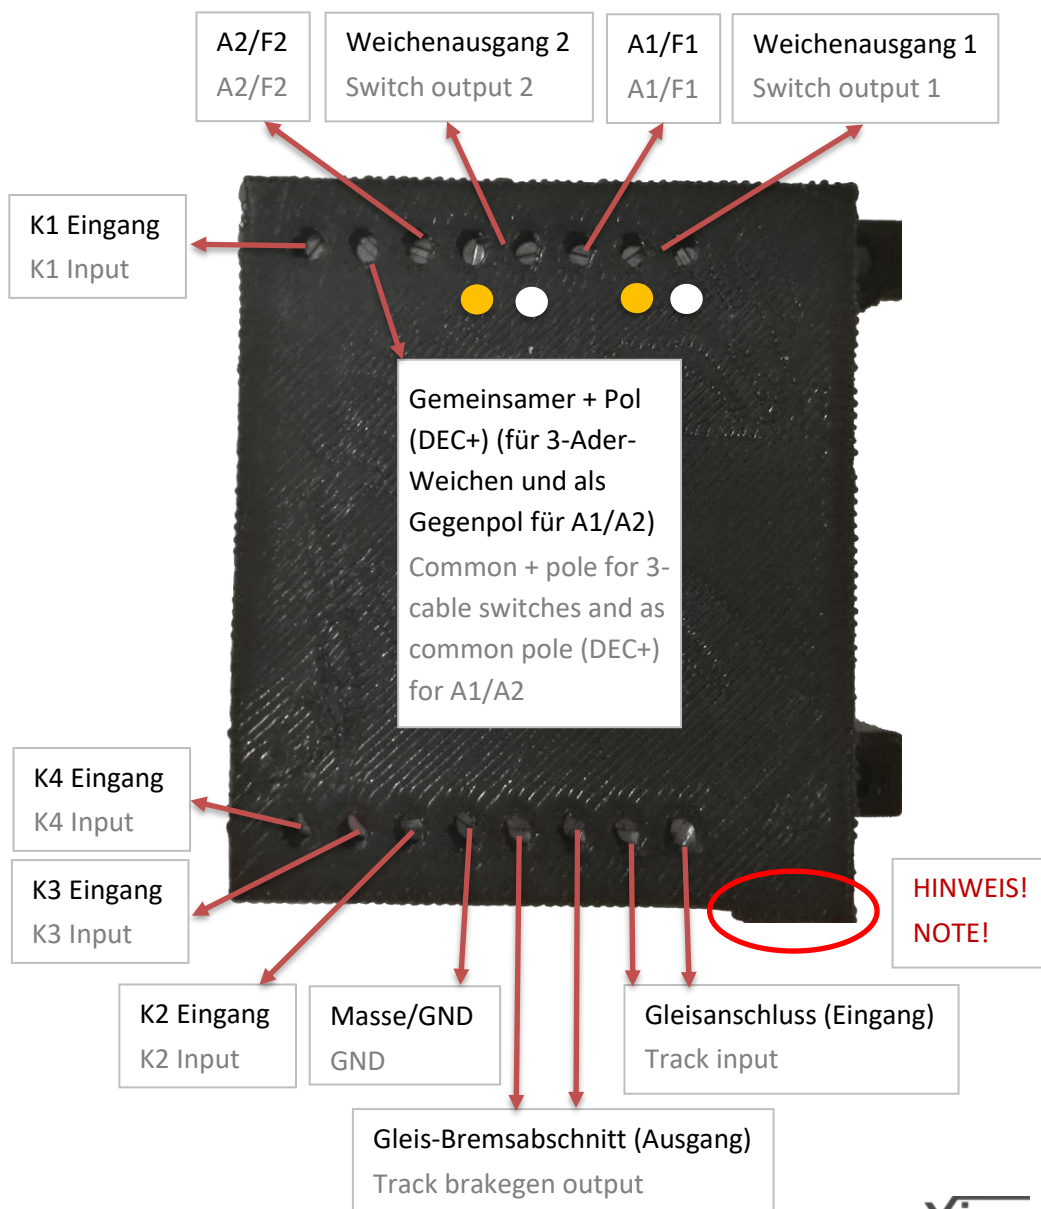 A2/F2
A2/F2
Weichenausgang 2
Switch output 2
A1/F1
A1/F1
Weichenausgang 1
Switch output 1
K1 Eingang
K1 Input
Gemeinsamer + Pol
(DEC+) (für 3-Ader-
Weichen und als
Gegenpol für A1/A2)
Common + pole for 3-
cable switches and as
common pole (DEC+)
for A1/A2
K4 Eingang
K4 Input
K3 Eingang
K3 Input
HINWEIS!
NOTE!
K2 Eingang
K2 Input
Masse/GND
GND
Gleisanschluss (Eingang)
Track input
Gleis-Bremsabschnitt (Ausgang)
Track brakegen output